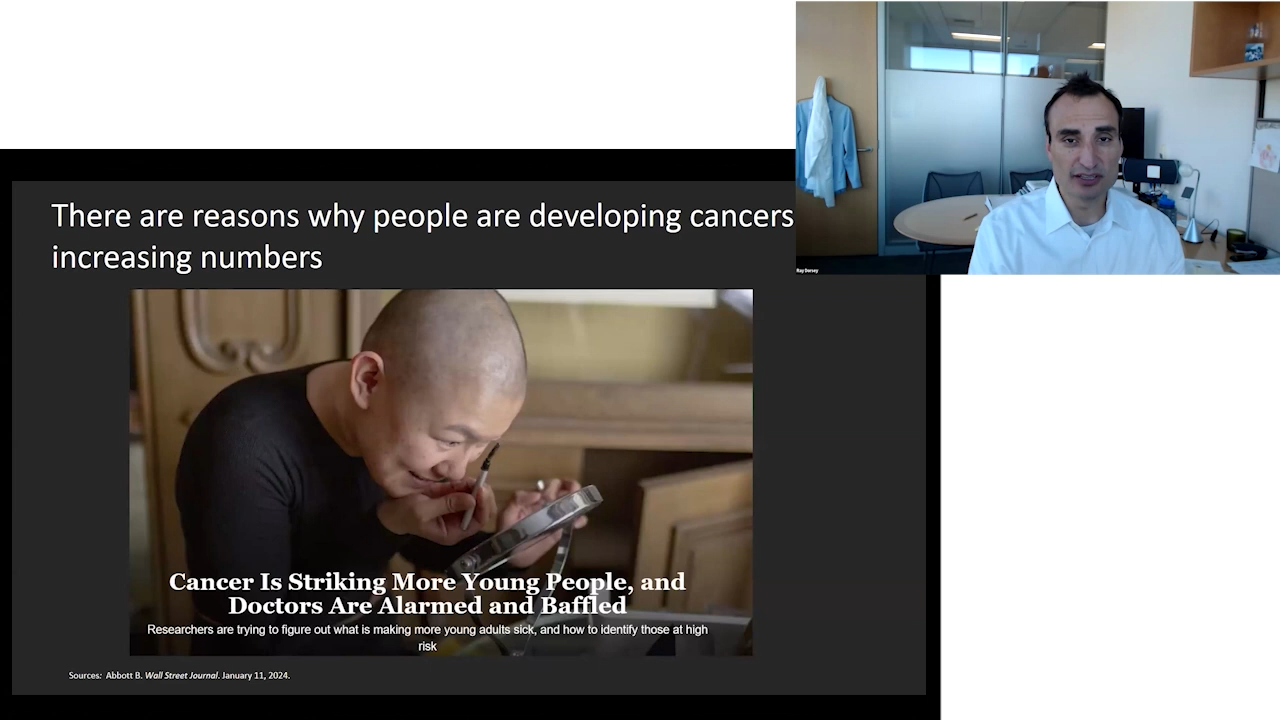 There are reasons why people are developing cancers
increasing numbers
Cancer Is Striking More Young People, and
Doctors Are Alarmed and Baffled
Researchers are trying to figure out what is making more young adults sick, and how to identify those at high
risk
Sources: Abbott B. Wall Street Journal. January 11, 2024.
Ray Dorsey